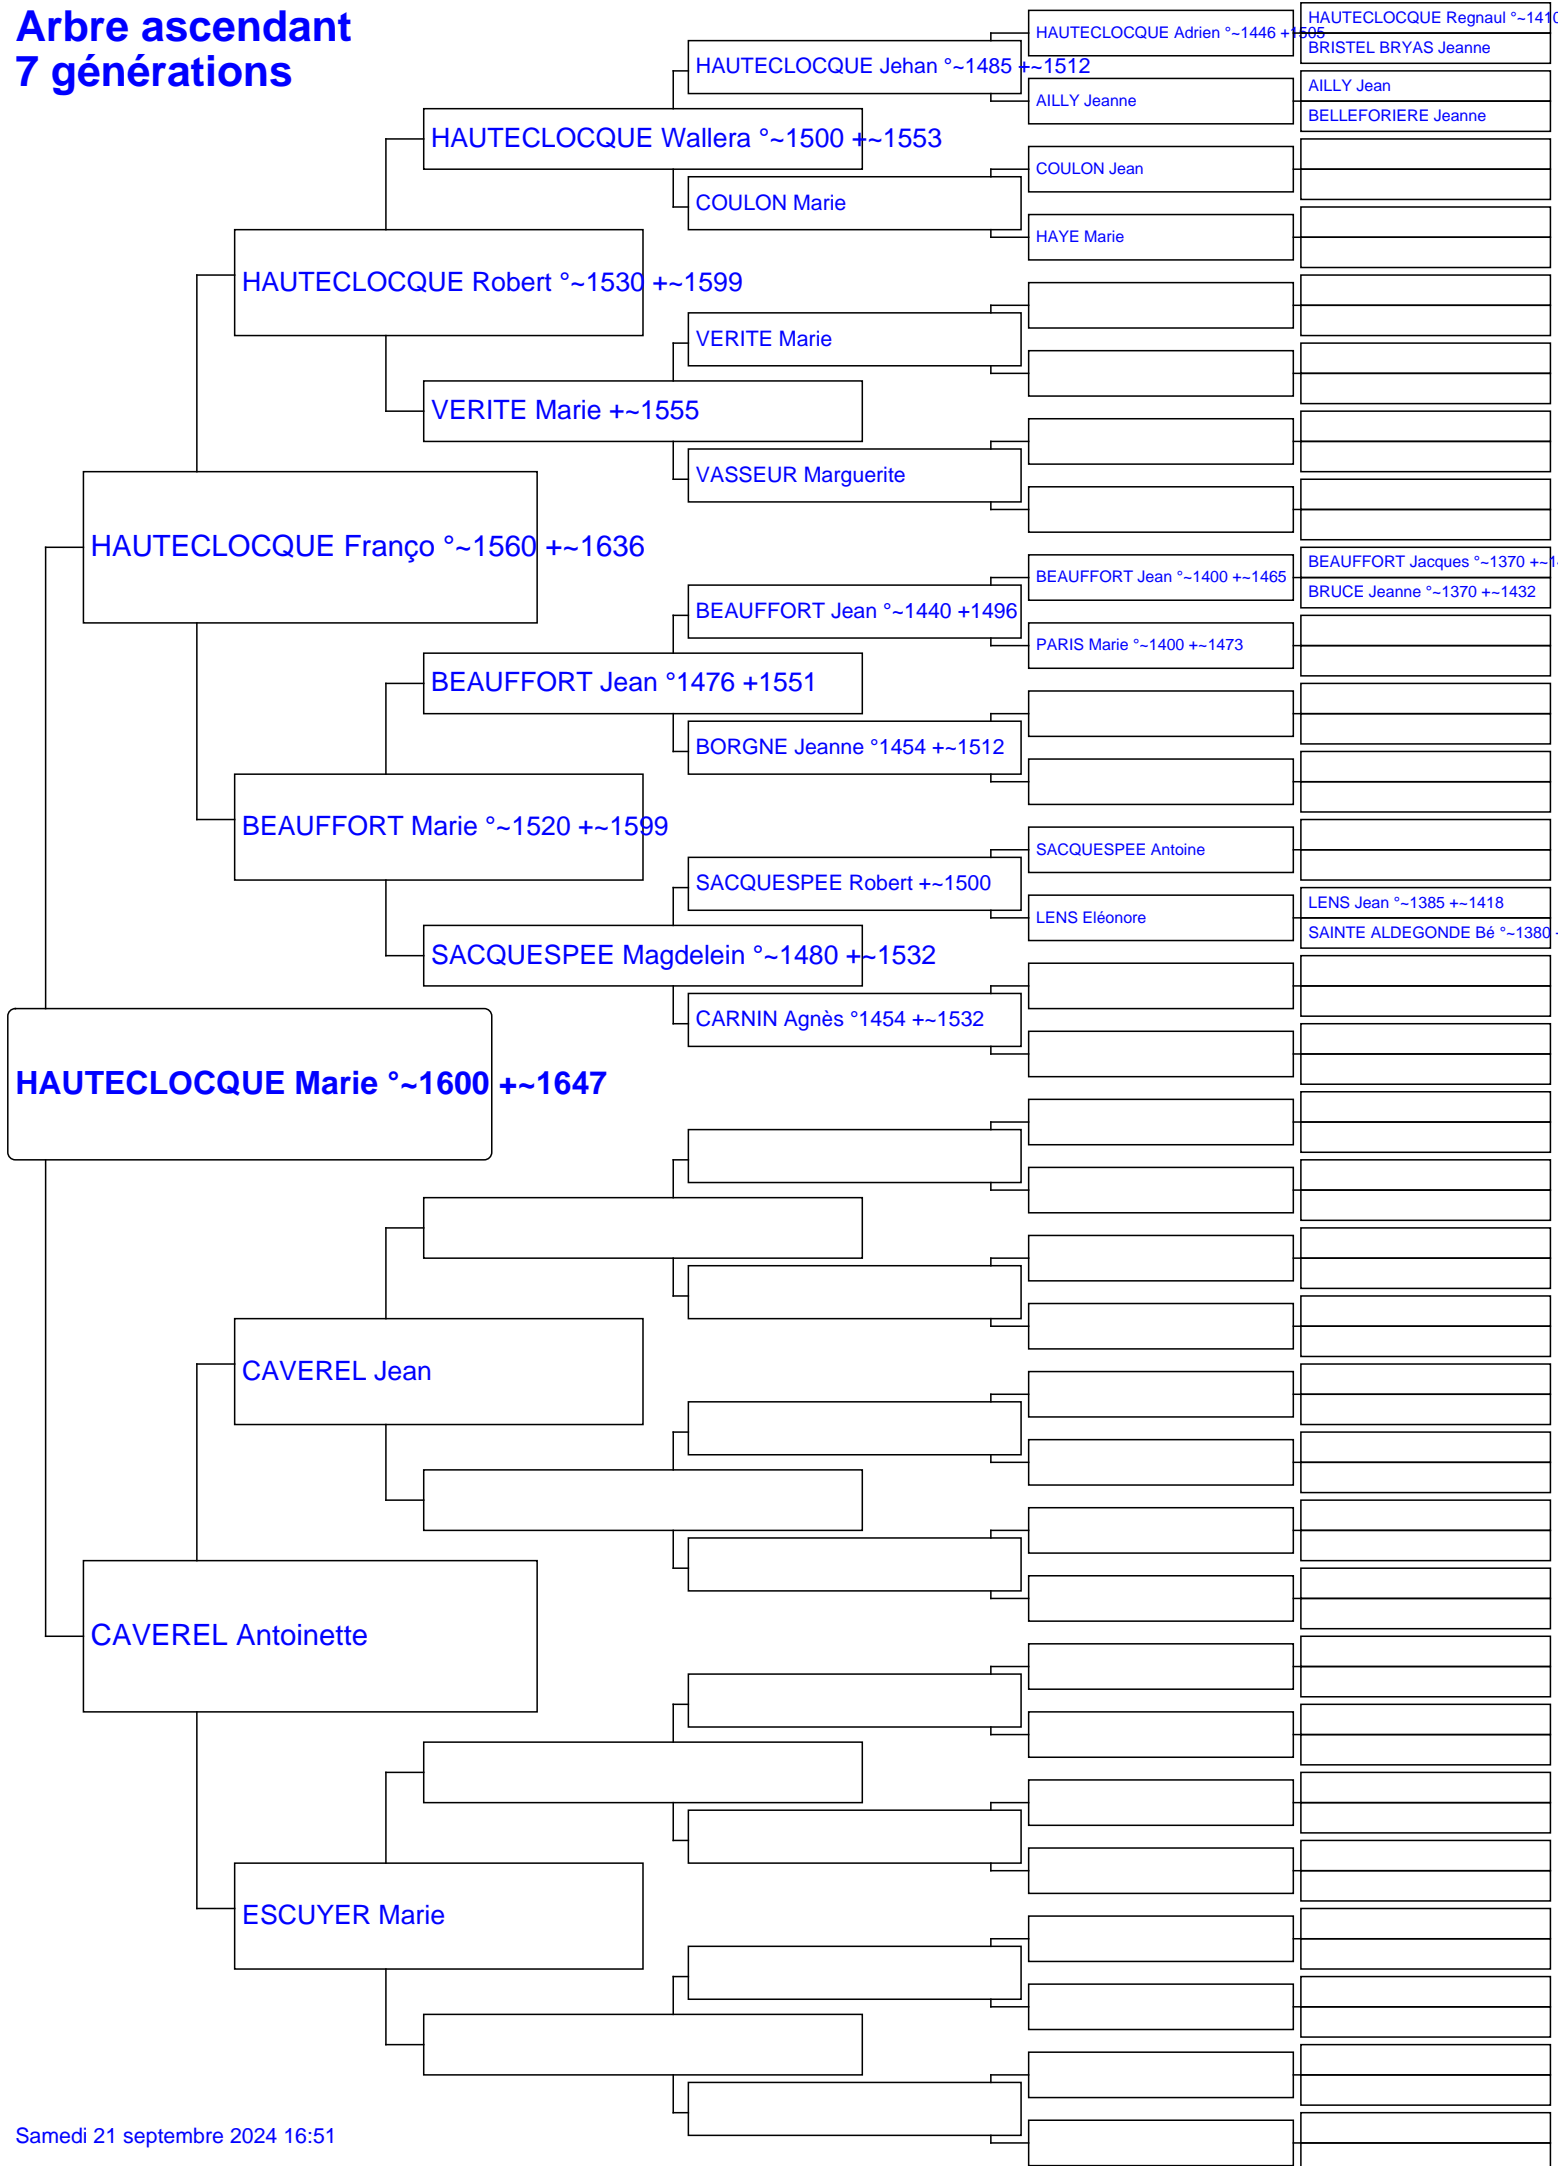 Arbre ascendant
7 générations
HAUTECLOCQUE Regnaul °~1410
HAUTECLOCQUE Adrien °~1446 +1505
BRISTEL BRYAS Jeanne
HAUTECLOCQUE Jehan °~1485 +~1512
AILLY Jean
AILLY Jeanne
BELLEFORIERE Jeanne
HAUTECLOCQUE Wallera °~1500 +~1553
COULON Jean
COULON Marie
HAYE Marie
HAUTECLOCQUE Robert °~1530 +~1599
VERITE Marie
VERITE Marie +~1555
VASSEUR Marguerite
HAUTECLOCQUE Franço °~1560 +~1636
BEAUFFORT Jacques °~1370 +~1
BEAUFFORT Jean °~1400 +~1465
BRUCE Jeanne °~1370 +~1432
BEAUFFORT Jean °~1440 +1496
PARIS Marie °~1400 +~1473
BEAUFFORT Jean °1476 +1551
BORGNE Jeanne °1454 +~1512
BEAUFFORT Marie °~1520 +~1599
SACQUESPEE Antoine
SACQUESPEE Robert +~1500
LENS Jean °~1385 +~1418
LENS Eléonore
SAINTE ALDEGONDE Bé °~1380
SACQUESPEE Magdelein °~1480 +~1532
CARNIN Agnès °1454 +~1532
HAUTECLOCQUE Marie °~1600 +~1647
CAVEREL Jean
CAVEREL Antoinette
ESCUYER Marie
Samedi 21 septembre 2024 16:51